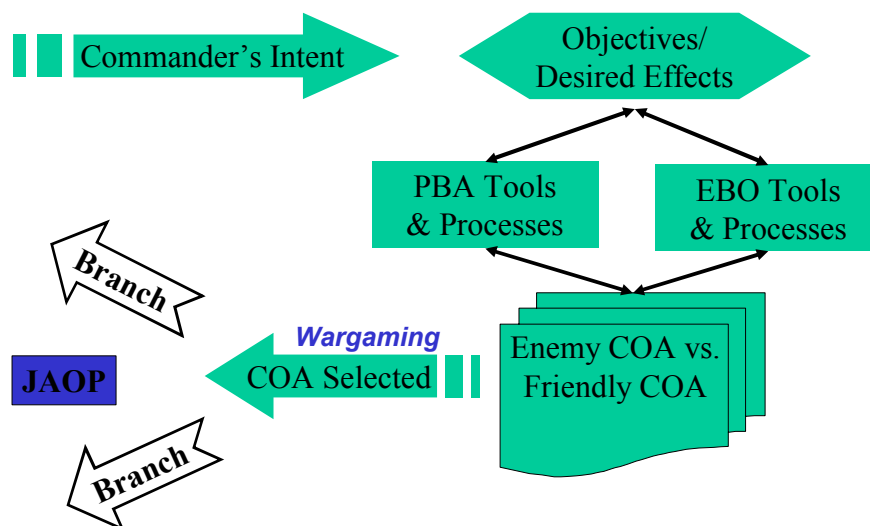 Commander’s Intent
Objectives/
Desired Effects
PBA Tools
& Processes
EBO Tools
& Processes
Branch
Wargaming
Enemy COA vs.
Friendly COA
COA Selected
JAOP
Branch